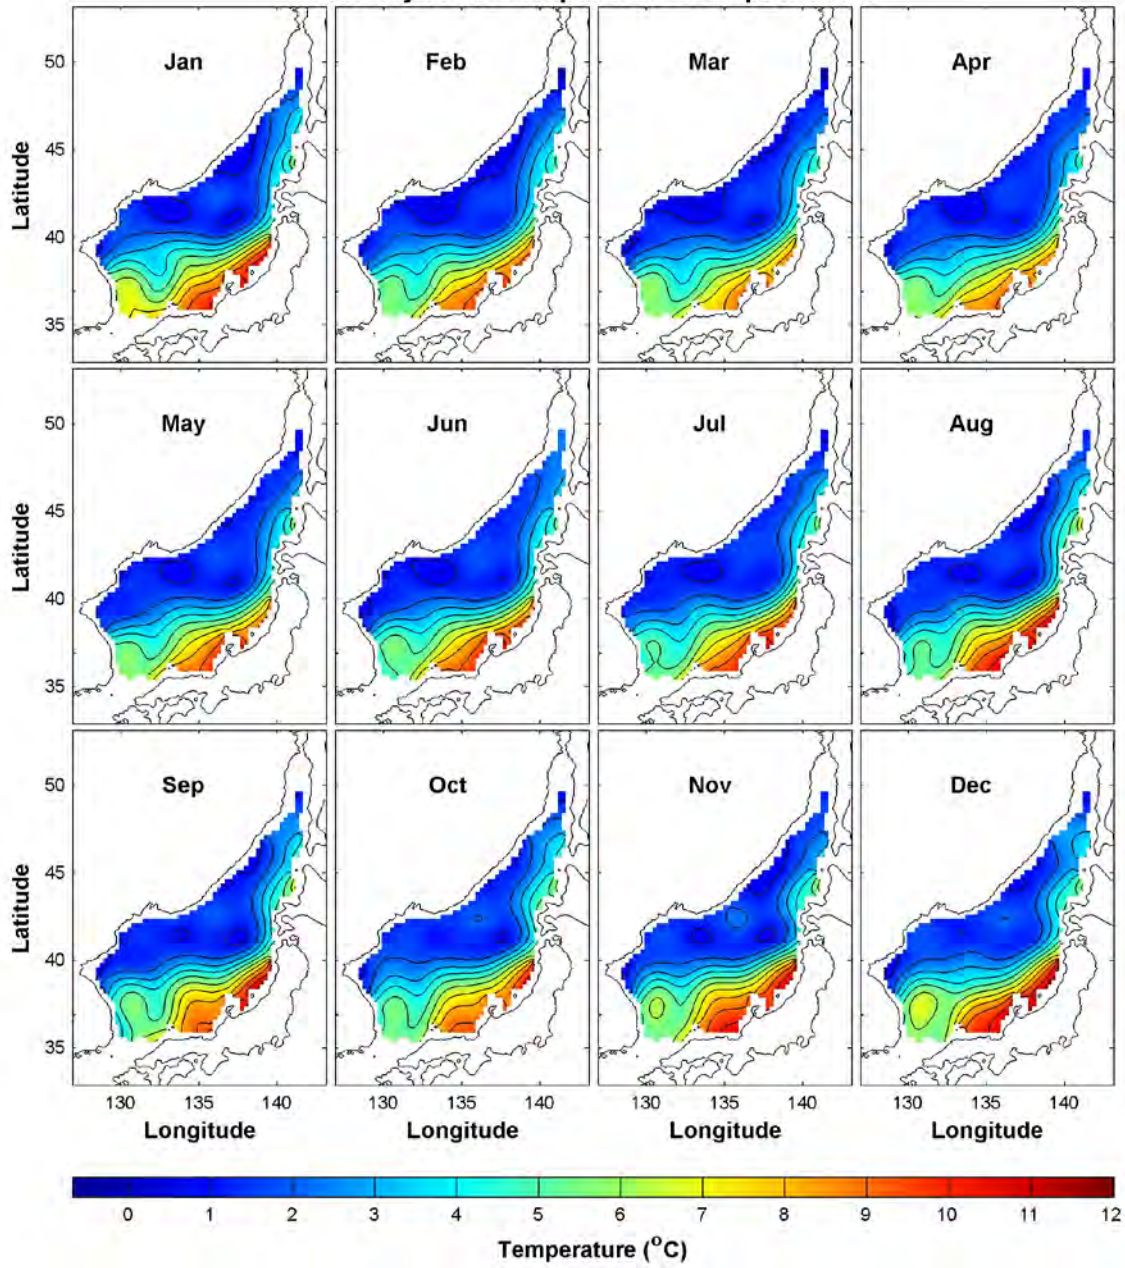 Jan Feb Mar Apr
50
45
40
35
Latitude
May Jun Jul Aug
50
45
40
35
Latitude
Sep Oct Nov Dec
50
45
40
35
Latitude
130 135 140 130 135 140 130 135 140 130 135 140
Longitude Longitude Longitude Longitude
0 1 2 3 4 5 6 7 8 9 10 11 12
Temperature (°C)